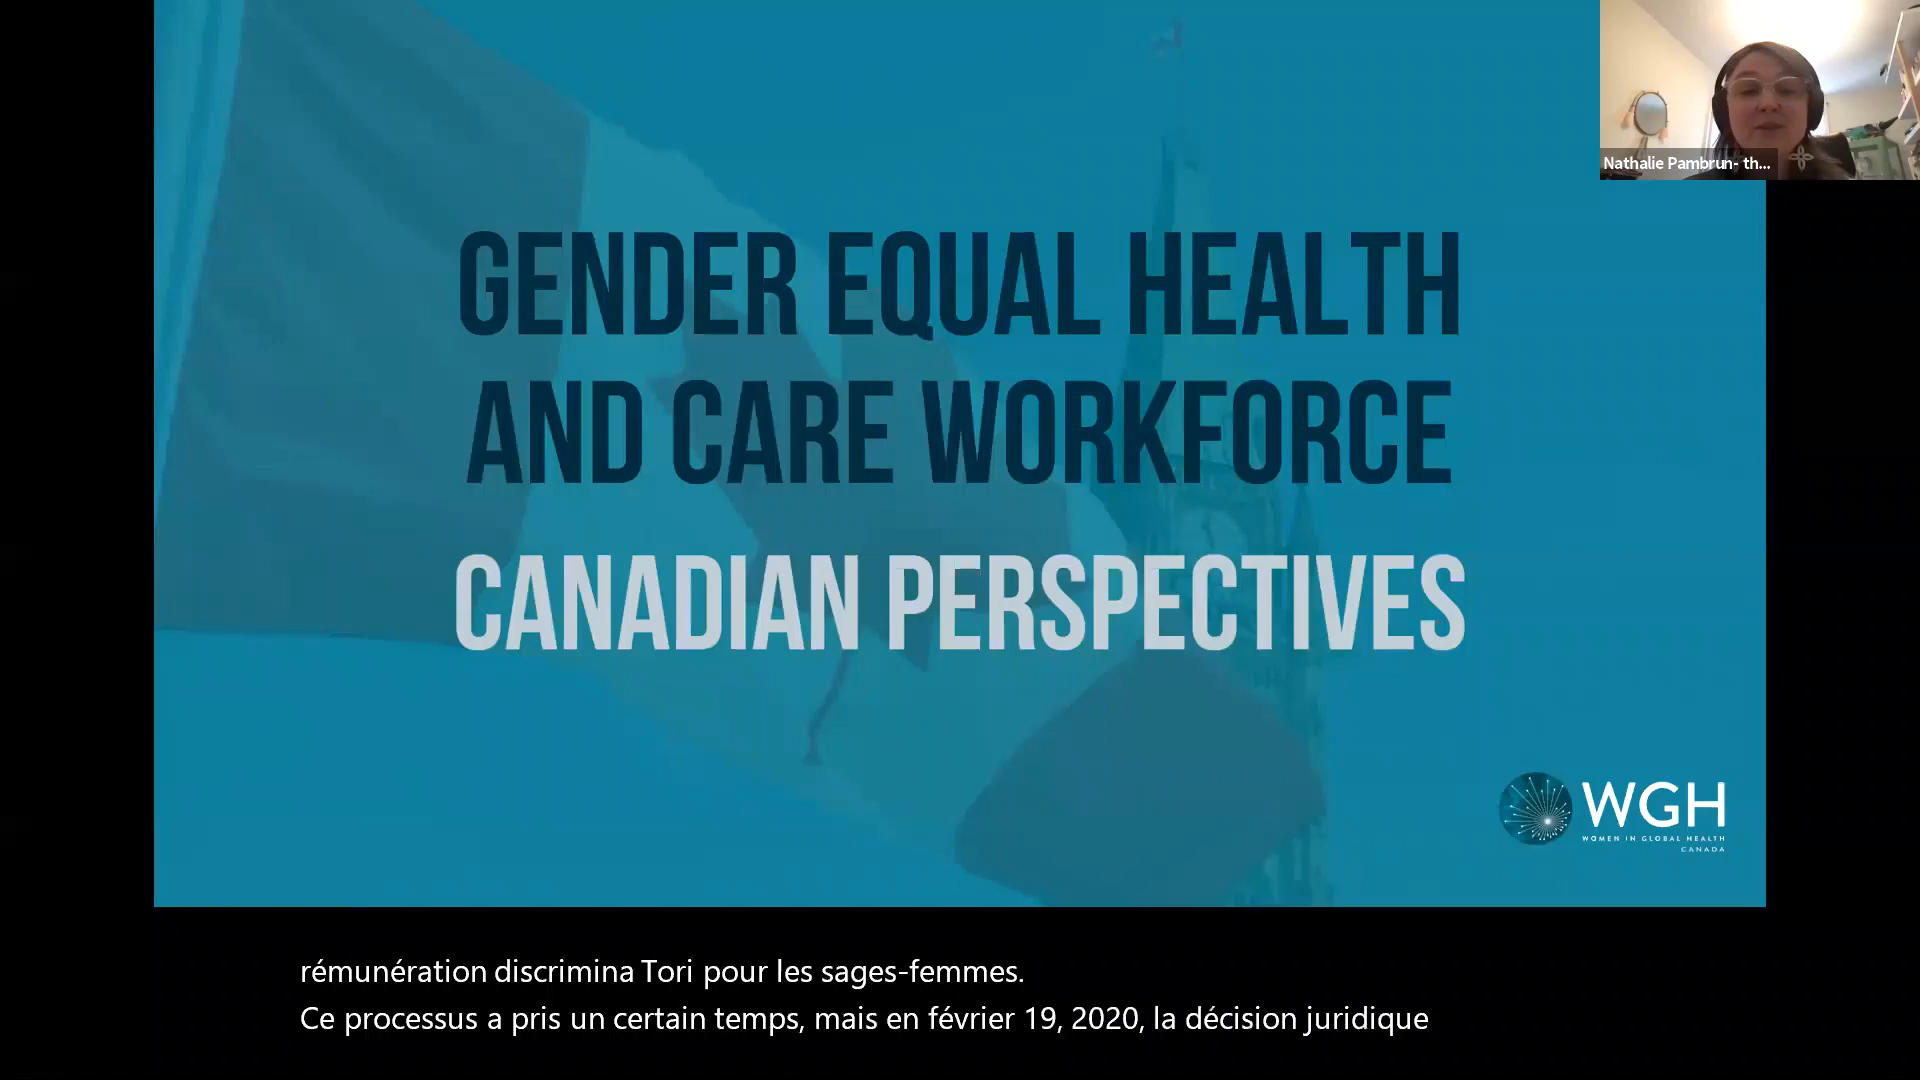 Nathalie Pambrun- th...
GENDER EQUAL HEALTH
AND CARE WORKFORCE
CANADIAN PERSPECTIVES
WGH
WOMEN IN GLOBAL HEALTH
CANADA
rémunération discrimina Tori pour les sages-femmes.
Ce processus a pris un certain temps, mais en février 19, 2020, la décision juridique